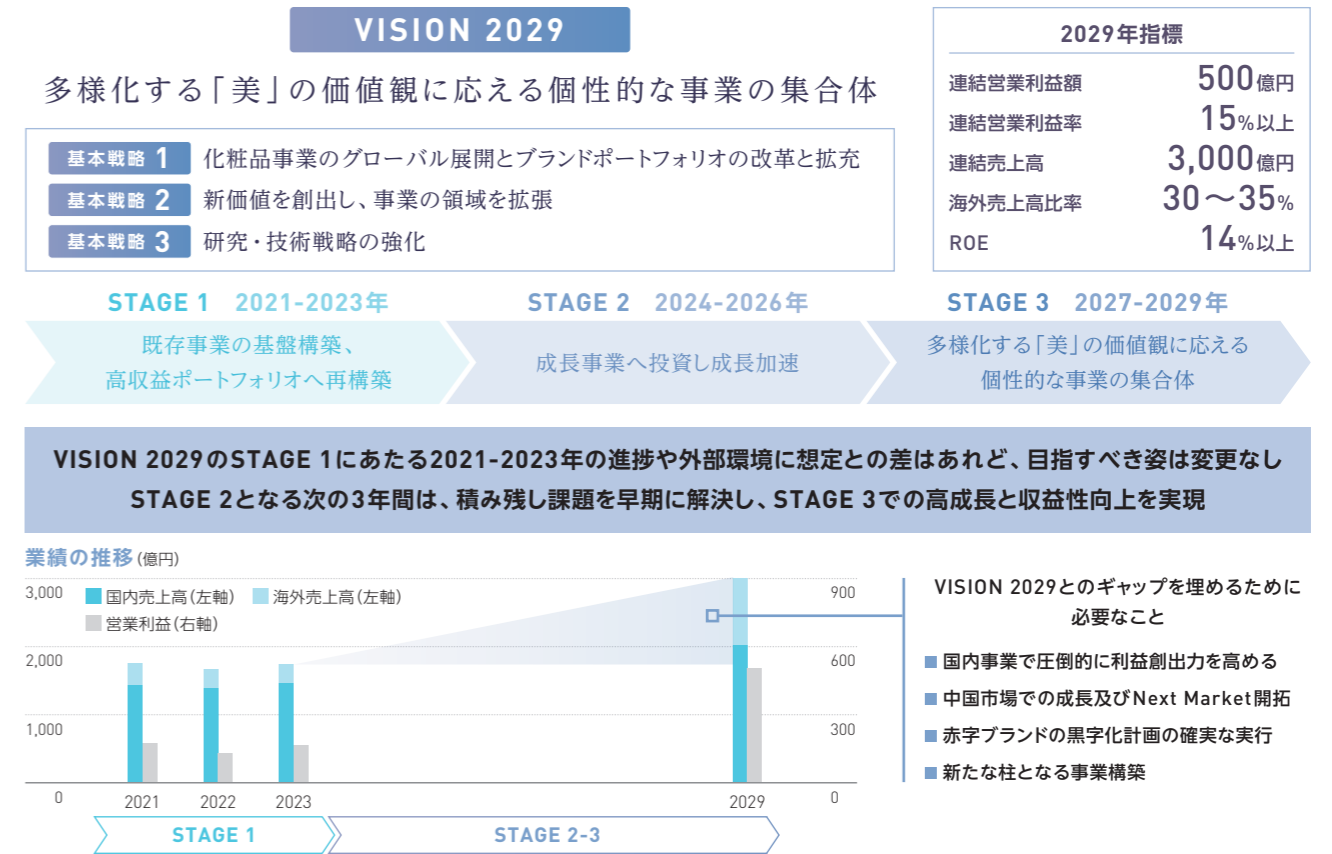 VISION 2029
多様化する「美」の価値観に応える個性的な事業の集合体
基本戦略 1 化粧品事業のグローバル展開とブランドポートフォリオの改革と拡充
基本戦略 2 新価値を創出し、事業の領域を拡張
基本戦略 3 研究・技術戦略の強化
2029年指標
連結営業利益額 500億円
連結営業利益率 15%以上
連結売上高 3,000億円
海外売上高比率 30～35%
ROE 14%以上
STAGE 1 2021-2023年
既存事業の基盤構築、
高収益ポートフォリオへ再構築
STAGE 2 2024-2026年
成長事業へ投資し成長加速
STAGE 3 2027-2029年
多様化する「美」の価値観に応える
個性的な事業の集合体
VISION 2029のSTAGE 1にあたる2021-2023年の進捗や外部環境に想定との差はあれど、目指すべき姿は変更なし
STAGE 2となる次の3年間は、積み残し課題を早期に解決し、STAGE 3での高成長と収益性向上を実現
業績の推移(億円)
国内売上高(左軸) 海外売上高(左軸)
営業利益(右軸)
3,000
2,000
1,000
0
900
600
300
0
2021 2022 2023 2029
STAGE 1 STAGE 2-3
VISION 2029とのギャップを埋めるために
必要なこと
国内事業で圧倒的に利益創出力を高める
中国市場での成長及びNext Market開拓
赤字ブランドの黒字化計画の確実な実行
新たな柱となる事業構築